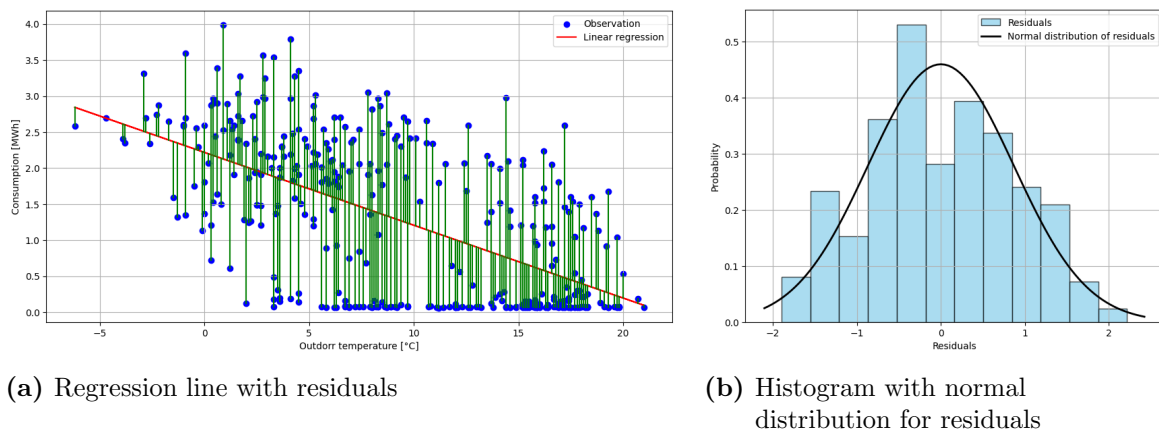 4.0
3.5
3.0
2.5
2.0
1.5
1.0
0.5
0.0
Consumption [MWh]
Observation
Linear regression
−5
0
5
10
15
20
Outdorr temperature [°C]
0.5
0.4
0.3
0.2
0.1
0.0
Probability
Residuals
Normal distribution of residuals
−2
−1
0
1
2
Residuals
(a) Regression line with residuals
(b) Histogram with normal
distribution for residuals